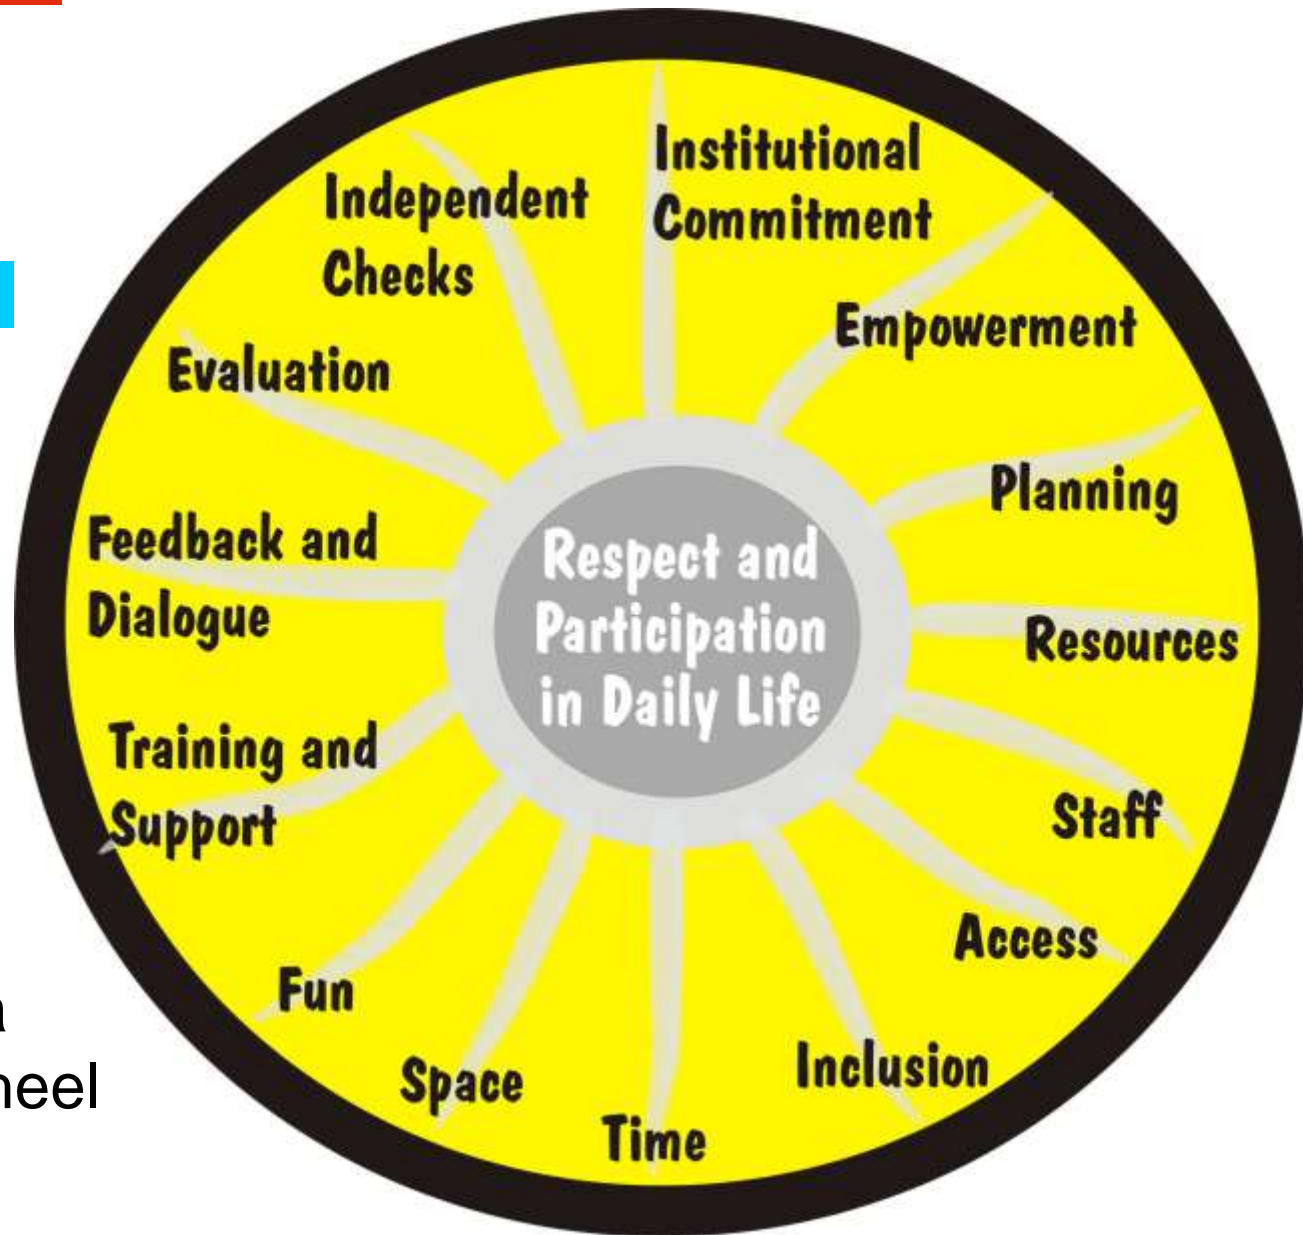 Institutional
Commitment
Empowerment
Planning
Resources
Staff
Access
Inclusion
Time
Space
Fun
Training and
Support
Feedback and
Dialogue
Evaluation
Independent
Checks
Respect and
Participation
in Daily Life